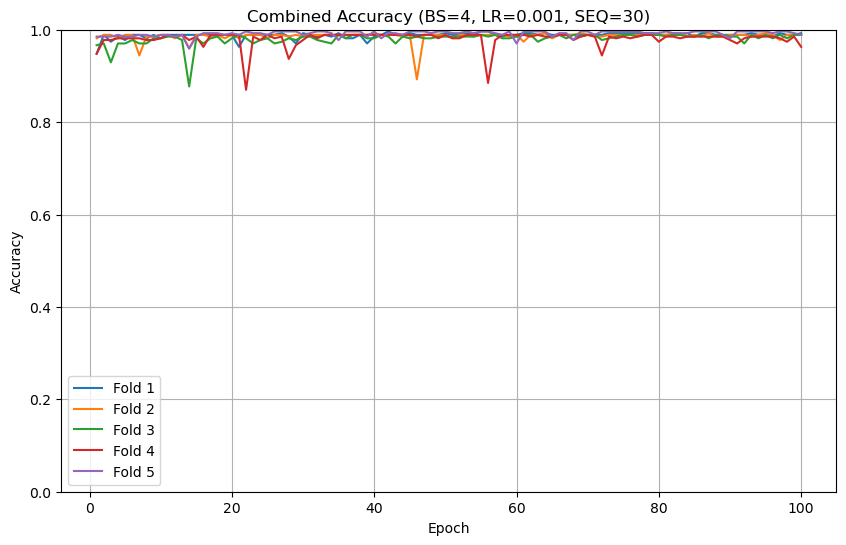 Combined Accuracy (BS=4, LR=0.001, SEQ=30)
1.0
0.8
0.6
0.4
0.2
0.0
Accuracy
Fold 1
Fold 2
Fold 3
Fold 4
Fold 5
0 20 40 60 80 100
Epoch